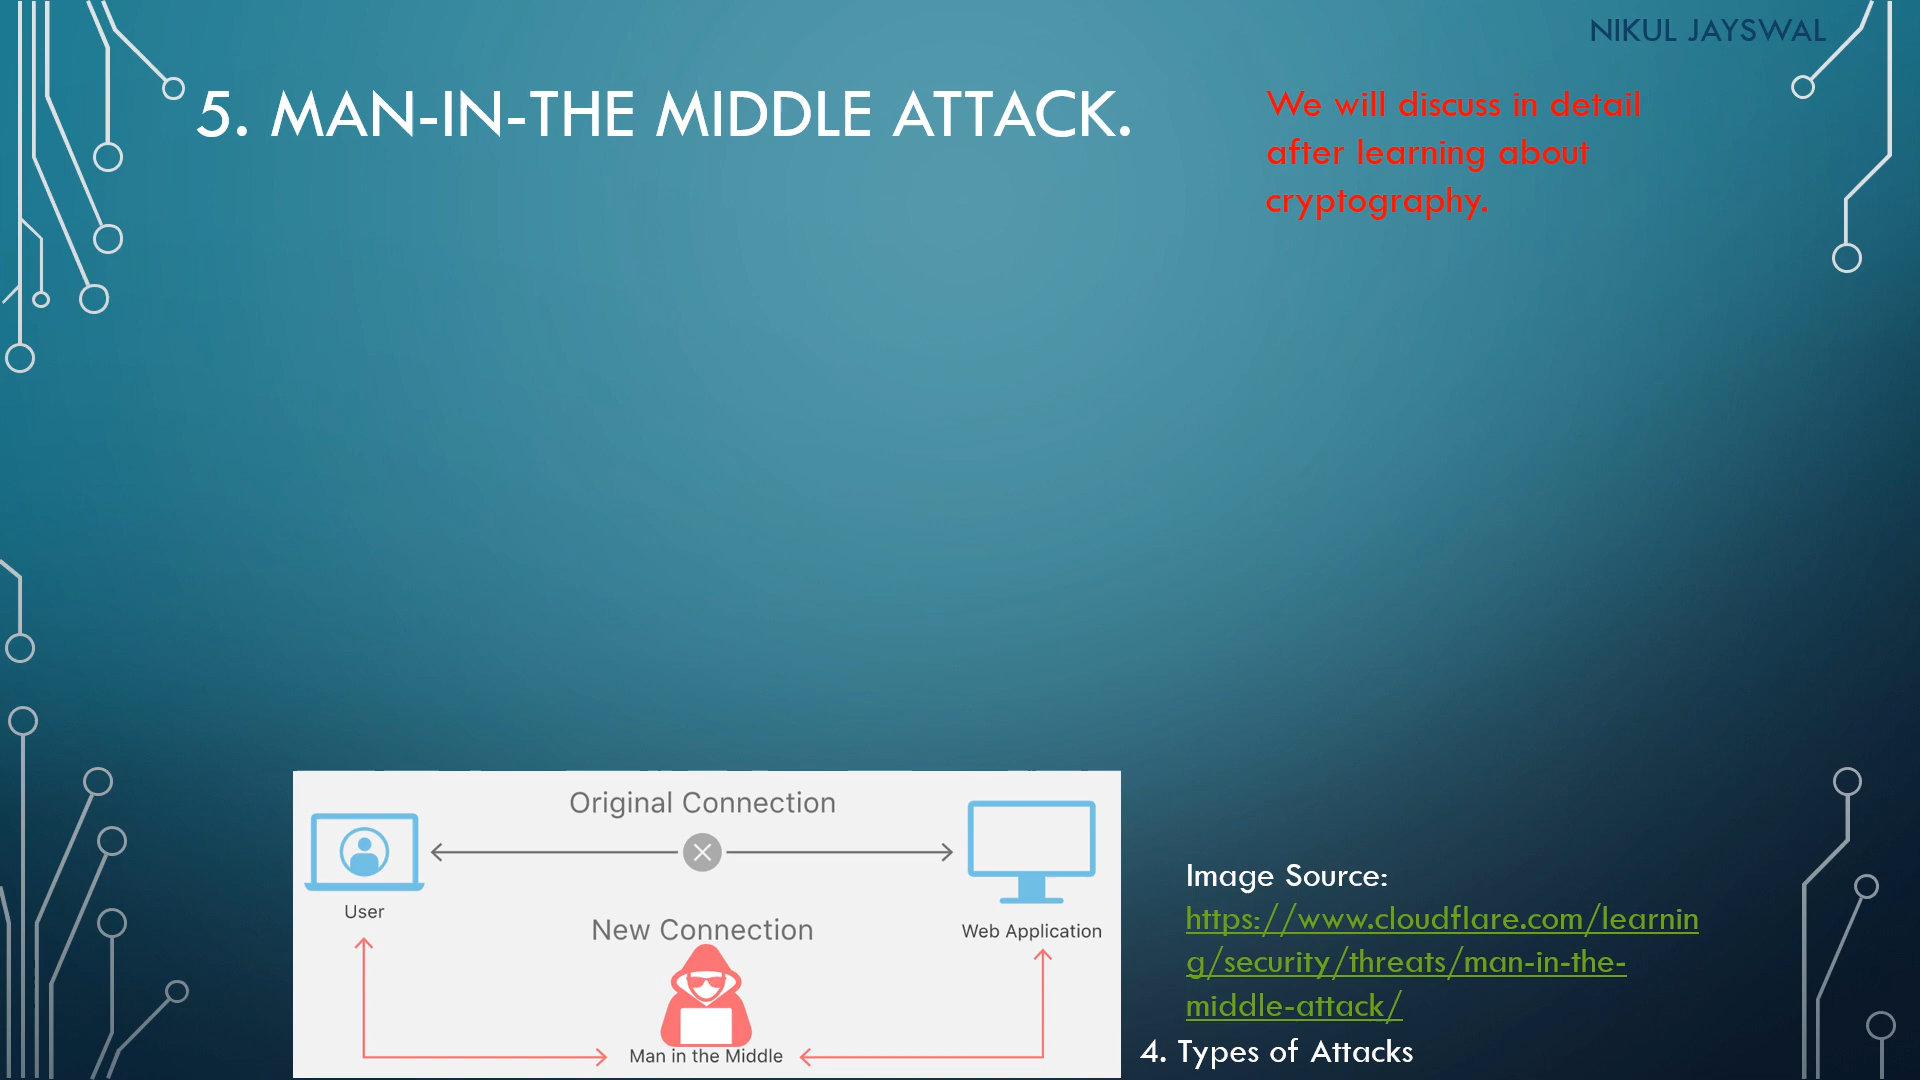 NIKUL JAYSWAL
5. MAN-IN-THE MIDDLE ATTACK.
We will discuss in detail
after learning about
cryptography.
Original Connection
User
Web Application
New Connection
Man in the Middle
Image Source:
https://www.cloudflare.com/learnin
g/security/threats/man-in-the-
middle-attack/
4. Types of Attacks